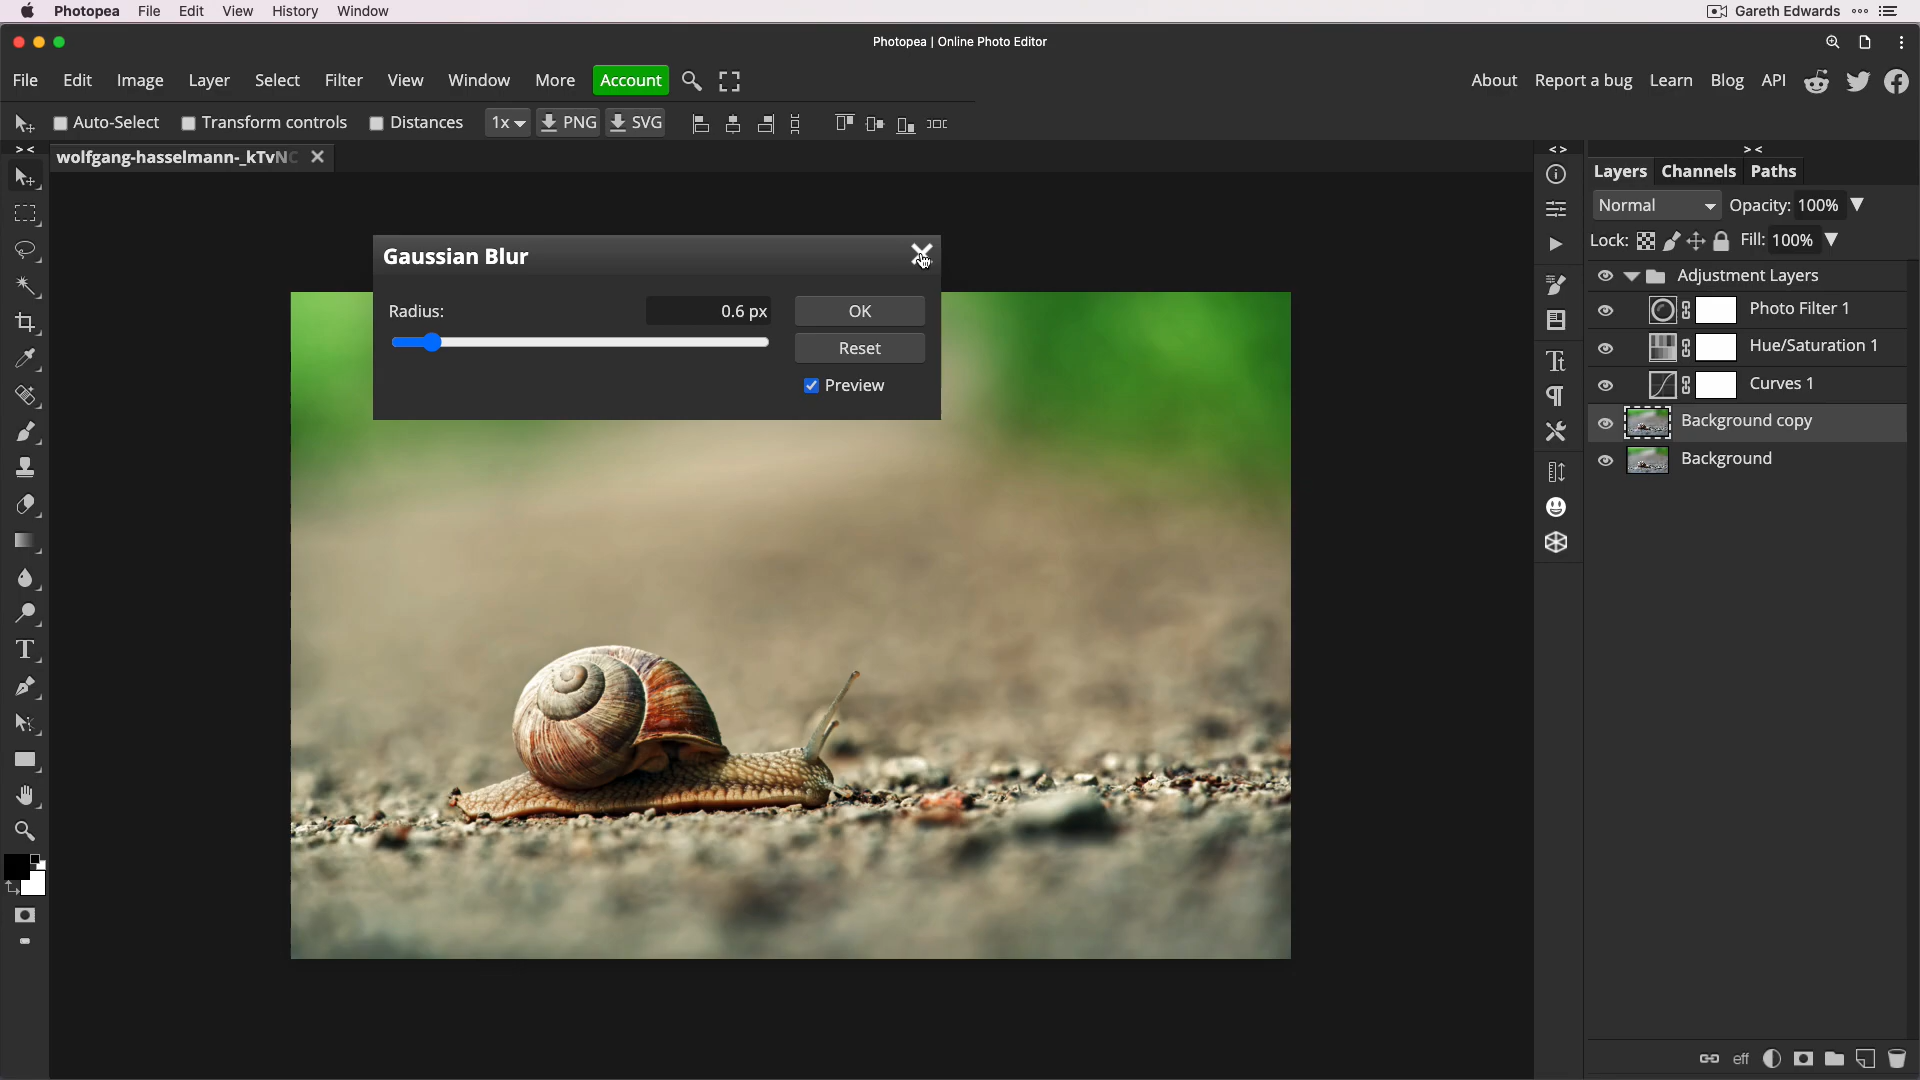 Photopea File Edit View History Window Gareth Edwards
Photopea | Online Photo Editor
File Edit Image Layer Select Filter View Window More Account About Report a bug Learn Blog API
Auto-Select Transform controls Distances 1x PNG SVG
wolfgang-hasselmann-_kTvNC
Layers Channels Paths
Normal Opacity: 100%
Lock: Fill: 100%
Gaussian Blur
Radius: 0.6 px OK
Reset
Preview
Adjustment Layers
Photo Filter 1
Hue/Saturation 1
Curves 1
Background copy
Background
eff